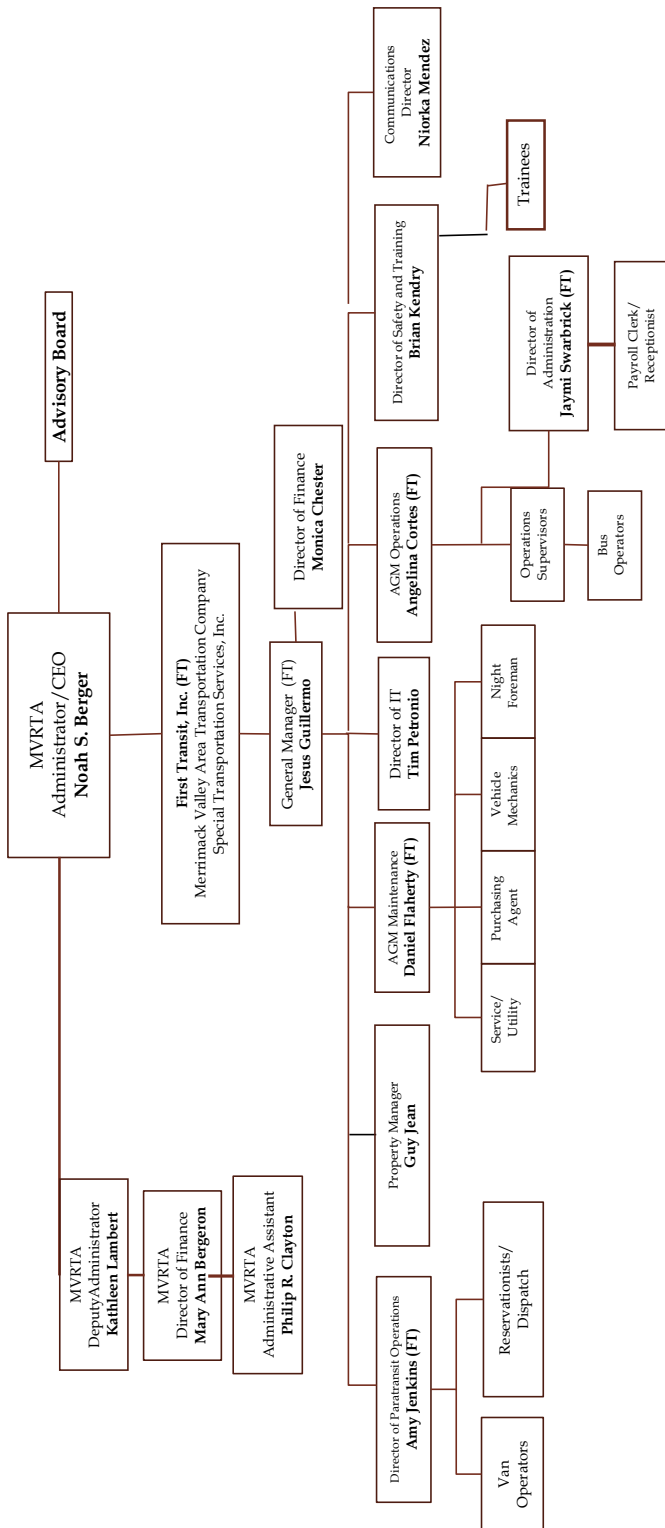 MVRTA
Administrator/CEO
Noah S. Berger
Advisory Board
MVRTA
DeputyAdministrator
Kathleen Lambert
MVRTA
Director of Finance
Mary Ann Bergeron
MVRTA
Administrative Assistant
Philip R. Clayton
First Transit, Inc. (FT)
Merrimack Valley Area Transportation Company
Special Transportation Services, Inc.
General Manager (FT)
Jesus Guillermo
Director of Finance
Monica Chester
Director of Paratransit Operations
Amy Jenkins (FT)
Property Manager
Guy Jean
AGM Maintenance
Daniel Flaherty (FT)
Director of IT
Tim Petronio
AGM Operations
Angelina Cortes (FT)
Director of Safety and Training
Brian Kendry
Communications
Director
Niorka Mendez
Van
Operators
Reservationists/
Dispatch
Service/
Utility
Purchasing
Agent
Vehicle
Mechanics
Night
Foreman
Operations
Supervisors
Bus
Operators
Director of
Administration
Jaymi Swarbrick (FT)
Payroll Clerk/
Receptionist
Trainees